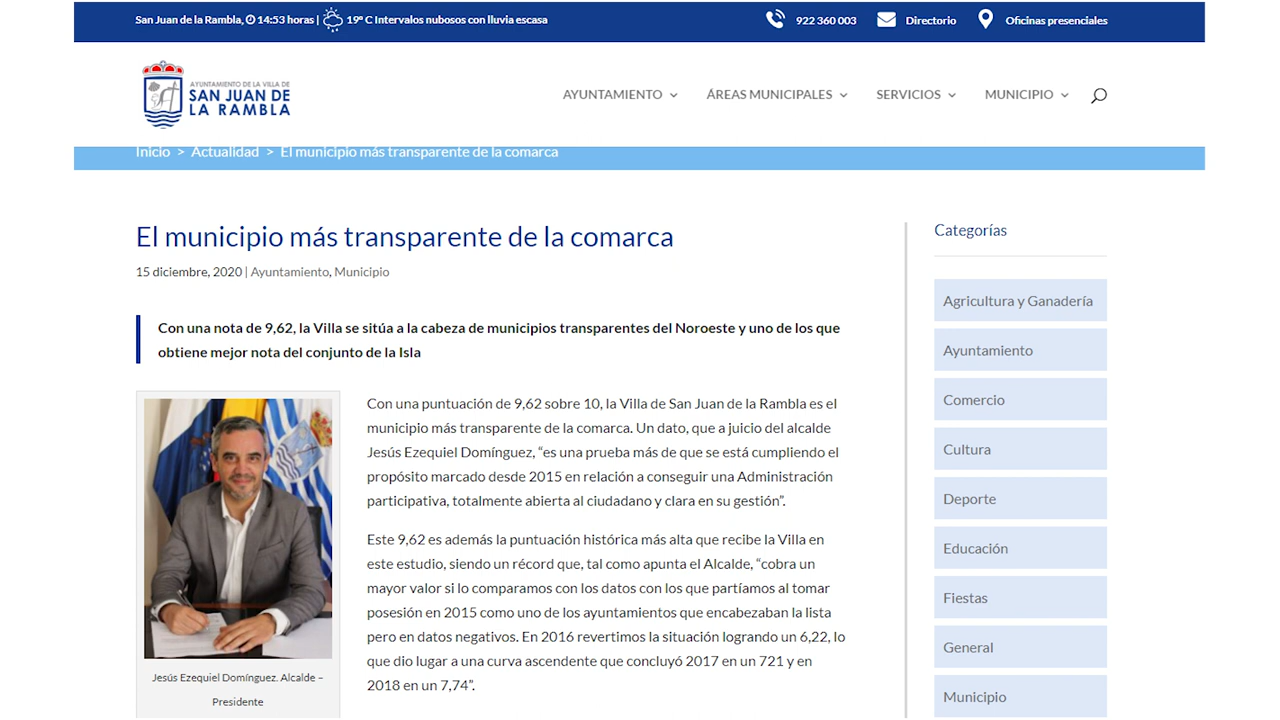 San Juan de la Rambla, 14:53 horas | 19º C Intervalos nubosos con lluvia escasa
922 360 003
Directorio
Oficinas presenciales
AYUNTAMIENTO DE LA VILLA DE
SAN JUAN DE
LA RAMBLA
AYUNTAMIENTO
ÁREAS MUNICIPALES
SERVICIOS
MUNICIPIO
Inicio > Actualidad > El municipio más transparente de la comarca
El municipio más transparente de la comarca
15 diciembre, 2020 | Ayuntamiento, Municipio
Con una nota de 9,62, la Villa se sitúa a la cabeza de municipios transparentes del Noroeste y uno de los que
obtiene mejor nota del conjunto de la Isla
Jesús Ezequiel Domínguez. Alcalde –
Presidente
Con una puntuación de 9,62 sobre 10, la Villa de San Juan de la Rambla es el
municipio más transparente de la comarca. Un dato, que a juicio del alcalde
Jesús Ezequiel Domínguez, “es una prueba más de que se está cumpliendo el
propósito marcado desde 2015 en relación a conseguir una Administración
participativa, totalmente abierta al ciudadano y clara en su gestión”.
Este 9,62 es además la puntuación histórica más alta que recibe la Villa en
este estudio, siendo un récord que, tal como apunta el Alcalde, “cobra un
mayor valor si lo comparamos con los datos con los que partíamos al tomar
posesión en 2015 como uno de los ayuntamientos que encabezaban la lista
pero en datos negativos. En 2016 revertimos la situación logrando un 6,22, lo
que dio lugar a una curva ascendente que concluyó 2017 en un 721 y en
2018 en un 7,74”.
Categorías
Agricultura y Ganadería
Ayuntamiento
Comercio
Cultura
Deporte
Educación
Fiestas
General
Municipio